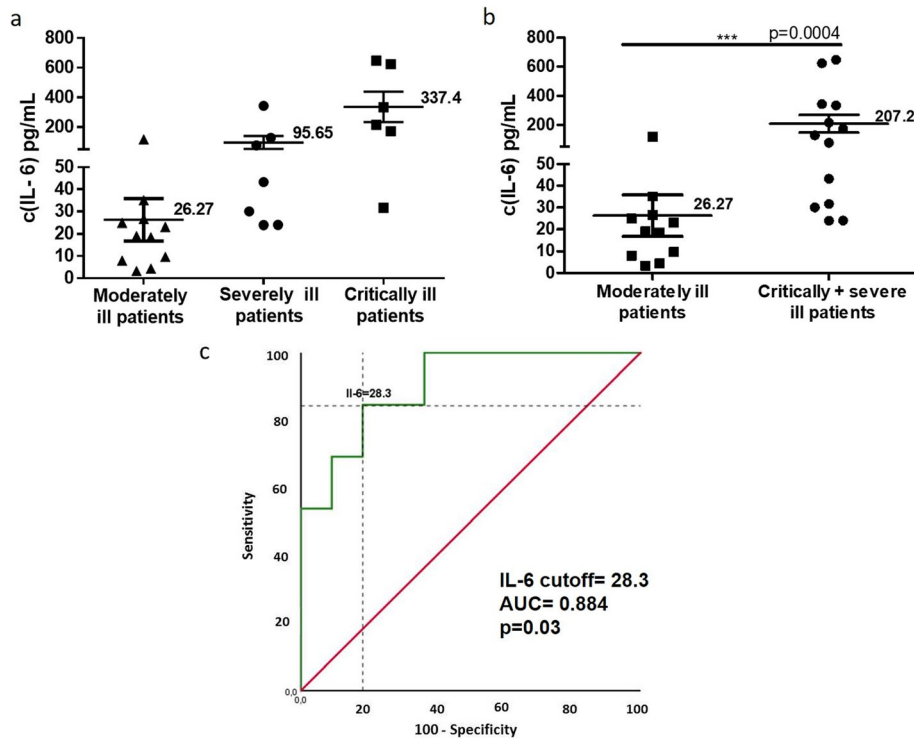 a
c(IL- 6) pg/mL
800
600
400
200
50
40
30
20
10
0
26.27
95.65
337.4
Moderately
ill patients
Severely ill
patients
Critically ill
patients
b
c(IL-6) pg/mL
800
600
400
200
50
40
30
20
10
0
***
p=0.0004
26.27
207.2
Moderately ill
patients
Critically + severe
ill patients
c
Sensitivity
100
80
60
40
20
0,0
0,0
20
40
60
80
100
100 - Specificity
Il-6=28.3
IL-6 cutoff= 28.3
AUC= 0.884
p=0.03